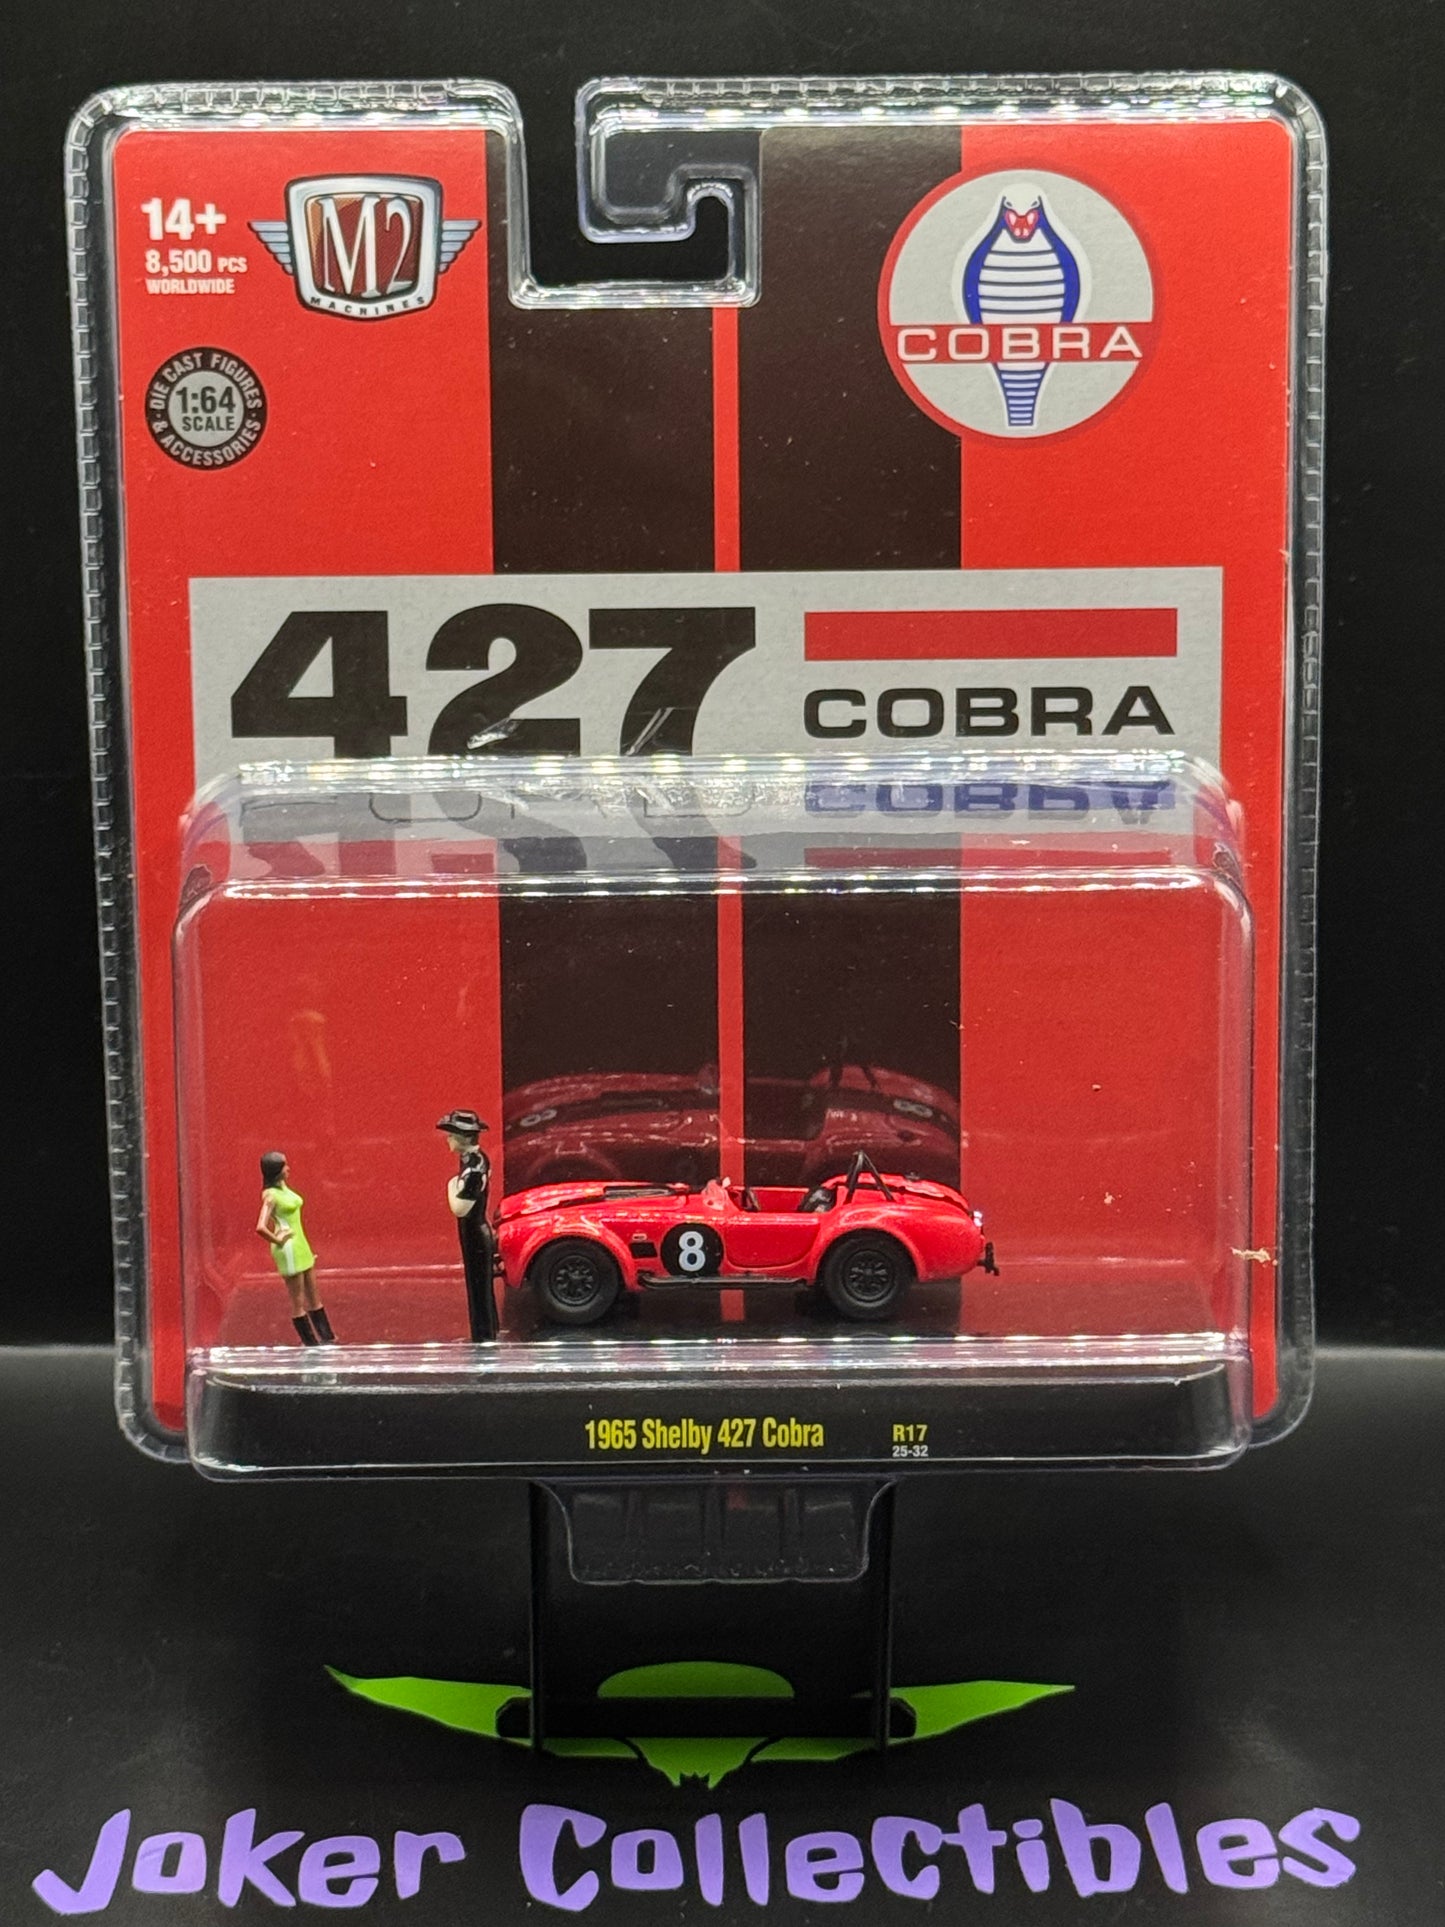 14+
8,500 PCS
WORLDWIDE
M2
MACHINES
DIE CAST FIGURES
1:64
SCALE
& ACCESSORIES
COBRA
427
COBRA
8
1965 Shelby 427 Cobra
R17
25-32
Joker Collectibles